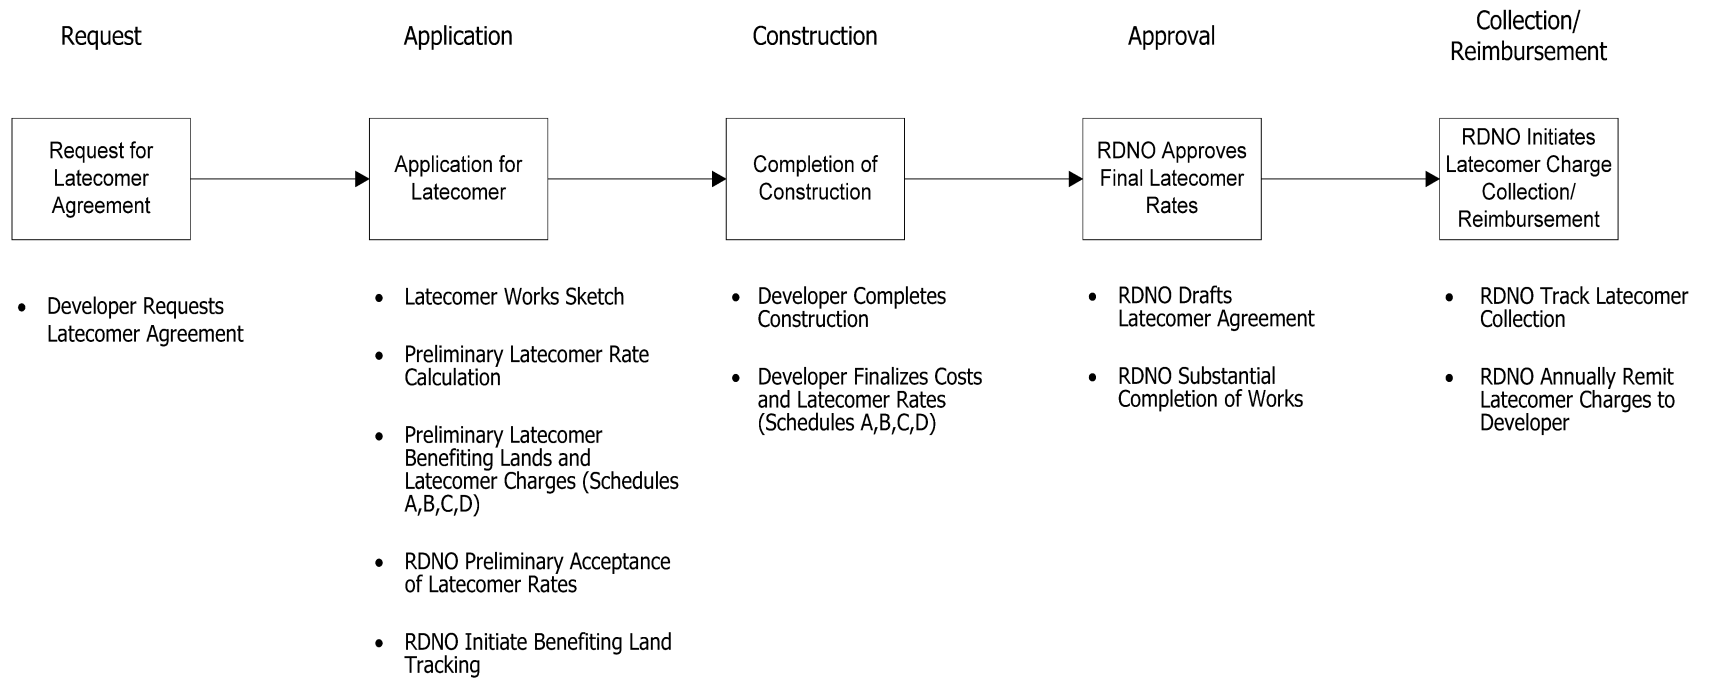 Request
Application
Construction
Approval
Collection/
Reimbursement
Request for
Latecomer
Agreement
Application for
Latecomer
Completion of
Construction
RDNO Approves
Final Latecomer
Rates
RDNO Initiates
Latecomer Charge
Collection/
Reimbursement
• Developer Requests
Latecomer Agreement
• Latecomer Works Sketch
• Preliminary Latecomer Rate
Calculation
• Preliminary Latecomer
Benefiting Lands and
Latecomer Charges (Schedules
A,B,C,D)
• RDNO Preliminary Acceptance
of Latecomer Rates
• RDNO Initiate Benefiting Land
Tracking
• Developer Completes
Construction
• Developer Finalizes Costs
and Latecomer Rates
(Schedules A,B,C,D)
• RDNO Drafts
Latecomer Agreement
• RDNO Substantial
Completion of Works
• RDNO Track Latecomer
Collection
• RDNO Annually Remit
Latecomer Charges to
Developer